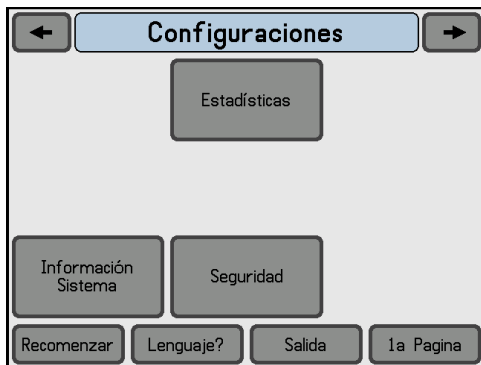 Configuraciones
Estadísticas
Información
Sistema
Seguridad
Recomenzar
Lenguaje?
Salida
1a Pagina